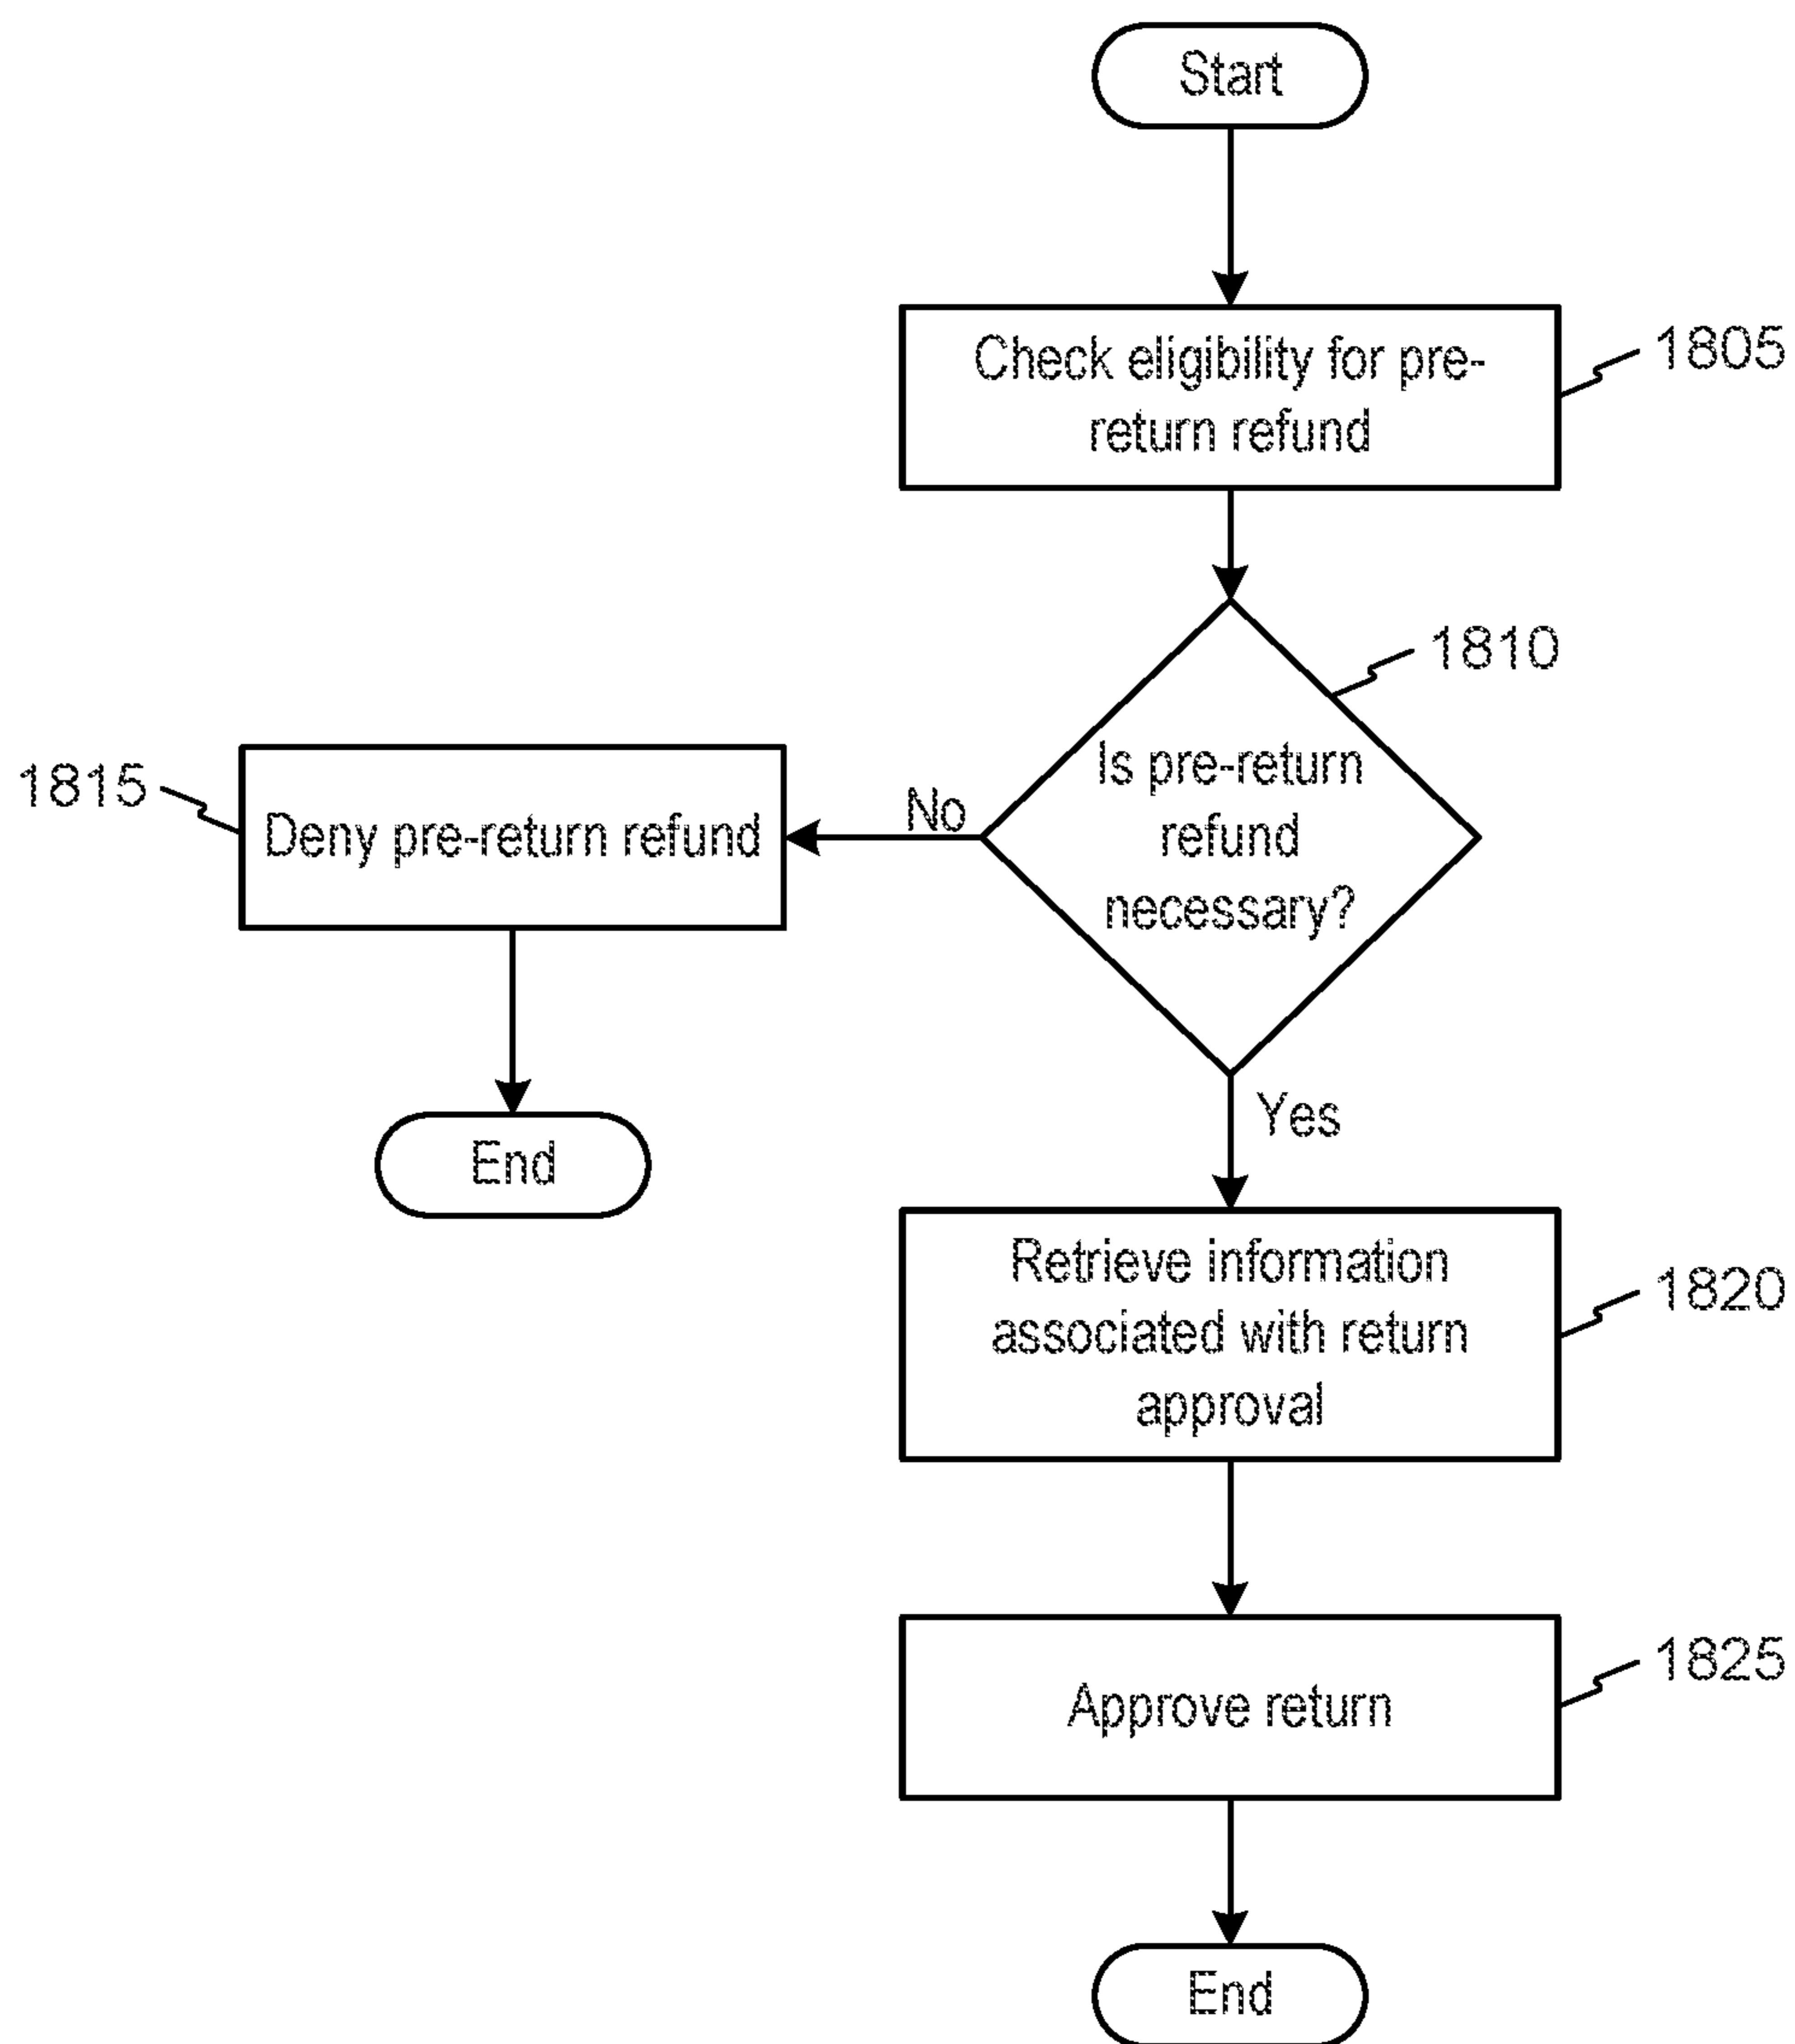 Start
Check eligibility for pre-
return refund
1805
1810
Is pre-return
refund
necessary?
No
1815
Deny pre-return refund
End
Yes
Retrieve information
associated with return
approval
1820
Approve return
1825
End